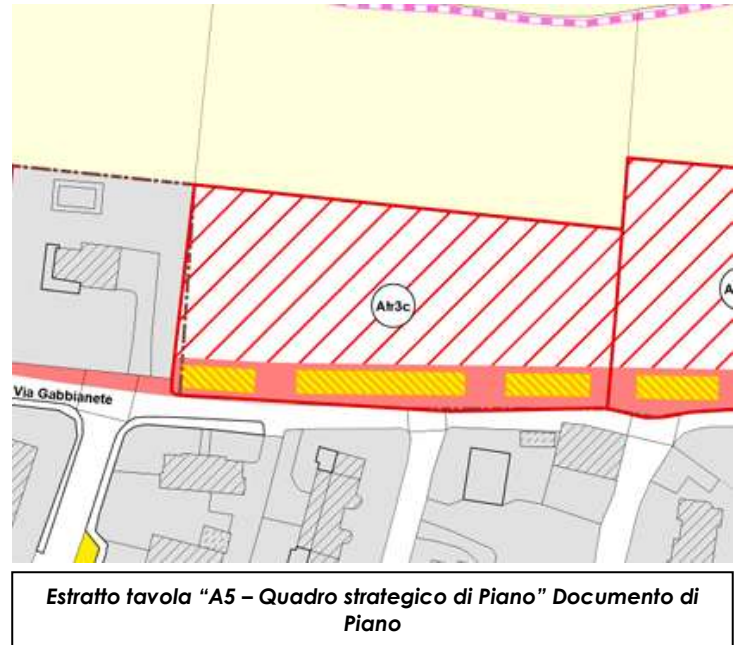 Atr3c
A
Via Gabbianete
Estratto tavola "A5 – Quadro strategico di Piano" Documento di
Piano